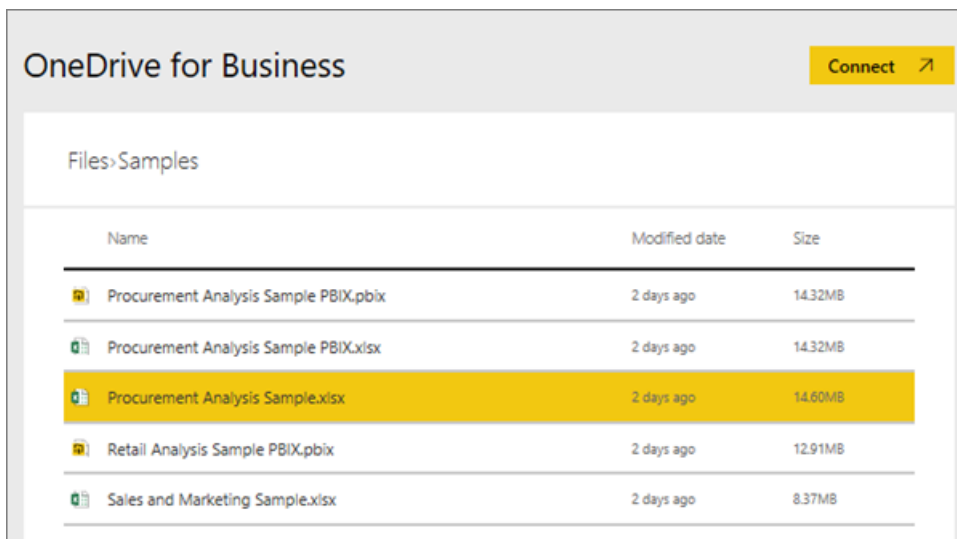 OneDrive for Business
Connect
Files›Samples
Name Modified date Size
Procurement Analysis Sample PBIX.pbix 2 days ago 14.32MB
Procurement Analysis Sample PBIX.xlsx 2 days ago 14.32MB
Procurement Analysis Sample.xlsx 2 days ago 14.60MB
Retail Analysis Sample PBIX.pbix 2 days ago 12.91MB
Sales and Marketing Sample.xlsx 2 days ago 8.37MB